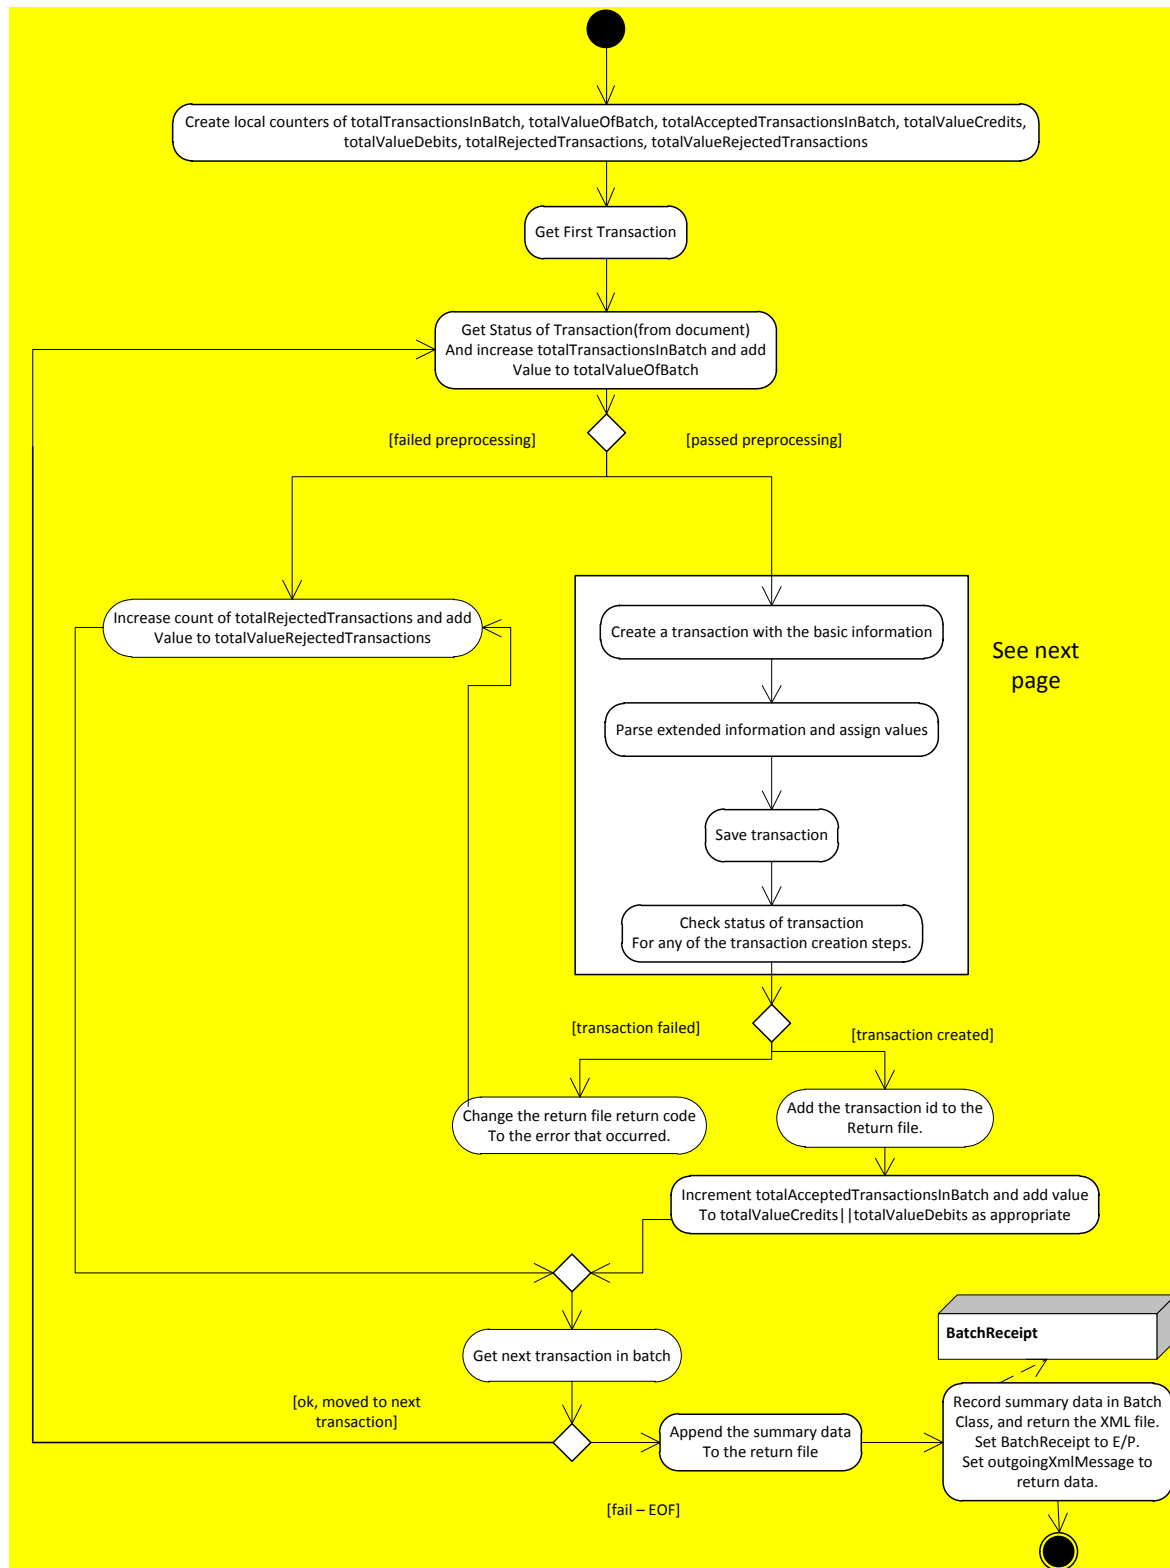 Create local counters of totalTransactionsInBatch, totalValueOfBatch, totalAcceptedTransactionsInBatch, totalValueCredits,
totalValueDebits, totalRejectedTransactions, totalValueRejectedTransactions
Get First Transaction
Get Status of Transaction(from document)
And increase totalTransactionsInBatch and add
Value to totalValueOfBatch
[failed preprocessing]
[passed preprocessing]
Increase count of totalRejectedTransactions and add
Value to totalValueRejectedTransactions
Create a transaction with the basic information
See next
page
Parse extended information and assign values
Save transaction
Check status of transaction
For any of the transaction creation steps.
[transaction failed]
[transaction created]
Change the return file return code
To the error that occurred.
Add the transaction id to the
Return file.
Increment totalAcceptedTransactionsInBatch and add value
To totalValueCredits||totalValueDebits as appropriate
BatchReceipt
Get next transaction in batch
[ok, moved to next
transaction]
Append the summary data
To the return file
Record summary data in Batch
Class, and return the XML file.
Set BatchReceipt to E/P.
Set outgoingXmlMessage to
return data.
[fail – EOF]